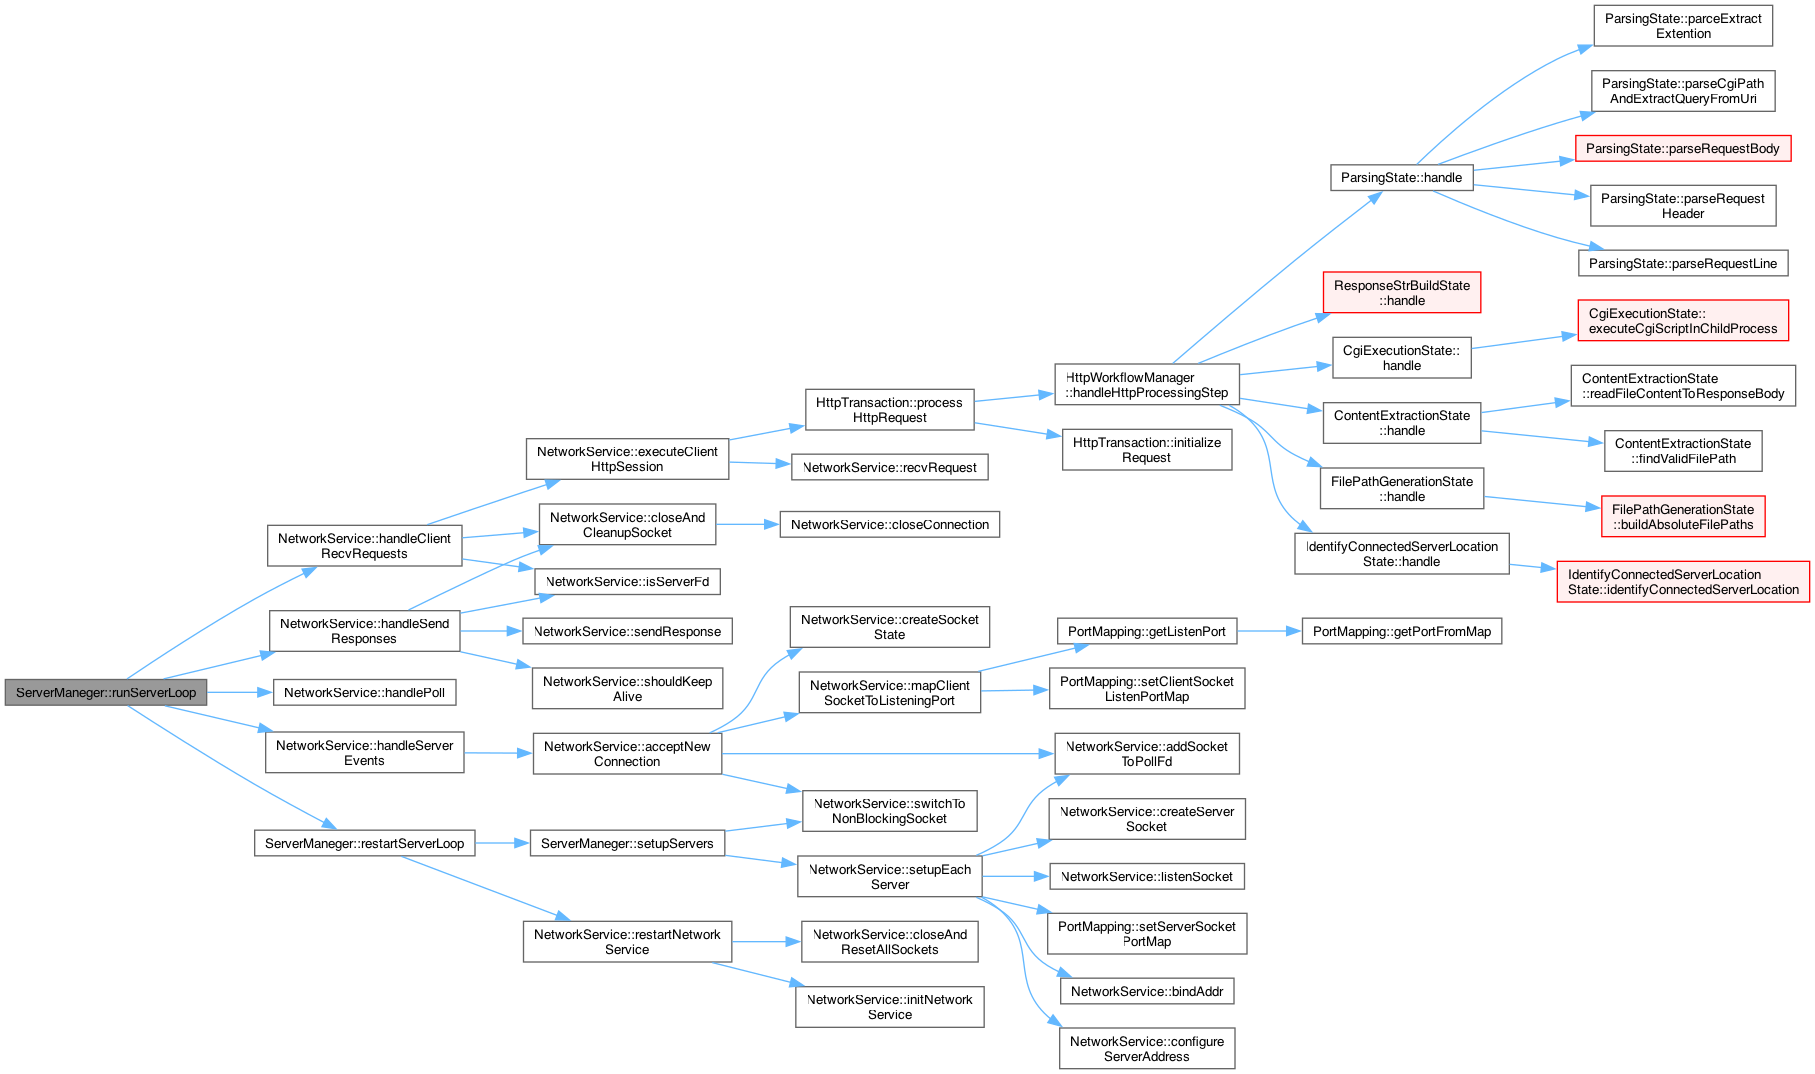 ServerManeger::runServerLoop
NetworkService::handleClient
RecvRequests
NetworkService::handleSend
Responses
NetworkService::handlePoll
NetworkService::handleServer
Events
ServerManeger::restartServerLoop
NetworkService::executeClient
HttpSession
NetworkService::closeAnd
CleanupSocket
NetworkService::isServerFd
NetworkService::sendResponse
NetworkService::shouldKeep
Alive
NetworkService::acceptNew
Connection
ServerManeger::setupServers
NetworkService::restartNetwork
Service
HttpTransaction::process
HttpRequest
NetworkService::recvRequest
NetworkService::closeConnection
NetworkService::createSocket
State
NetworkService::mapClient
SocketToListeningPort
NetworkService::switchTo
NonBlockingSocket
NetworkService::setupEach
Server
NetworkService::closeAnd
ResetAllSockets
NetworkService::initNetwork
Service
HttpWorkflowManager
::handleHttpProcessingStep
HttpTransaction::initialize
Request
PortMapping::getListenPort
PortMapping::setClientSocket
ListenPortMap
NetworkService::addSocket
ToPollFd
NetworkService::createServer
Socket
NetworkService::listenSocket
PortMapping::setServerSocket
PortMap
NetworkService::bindAddr
NetworkService::configure
ServerAddress
ParsingState::handle
ResponseStrBuildState
::handle
CgiExecutionState::
handle
ContentExtractionState
::handle
FilePathGenerationState
::handle
IdentifyConnectedServerLocation
State::handle
PortMapping::getPortFromMap
ParsingState::parceExtract
Extention
ParsingState::parseCgiPath
AndExtractQueryFromUri
ParsingState::parseRequestBody
ParsingState::parseRequest
Header
ParsingState::parseRequestLine
CgiExecutionState::
executeCgiScriptInChildProcess
ContentExtractionState
::readFileContentToResponseBody
ContentExtractionState
::findValidFilePath
FilePathGenerationState
::buildAbsoluteFilePaths
IdentifyConnectedServerLocation
State::identifyConnectedServerLocation